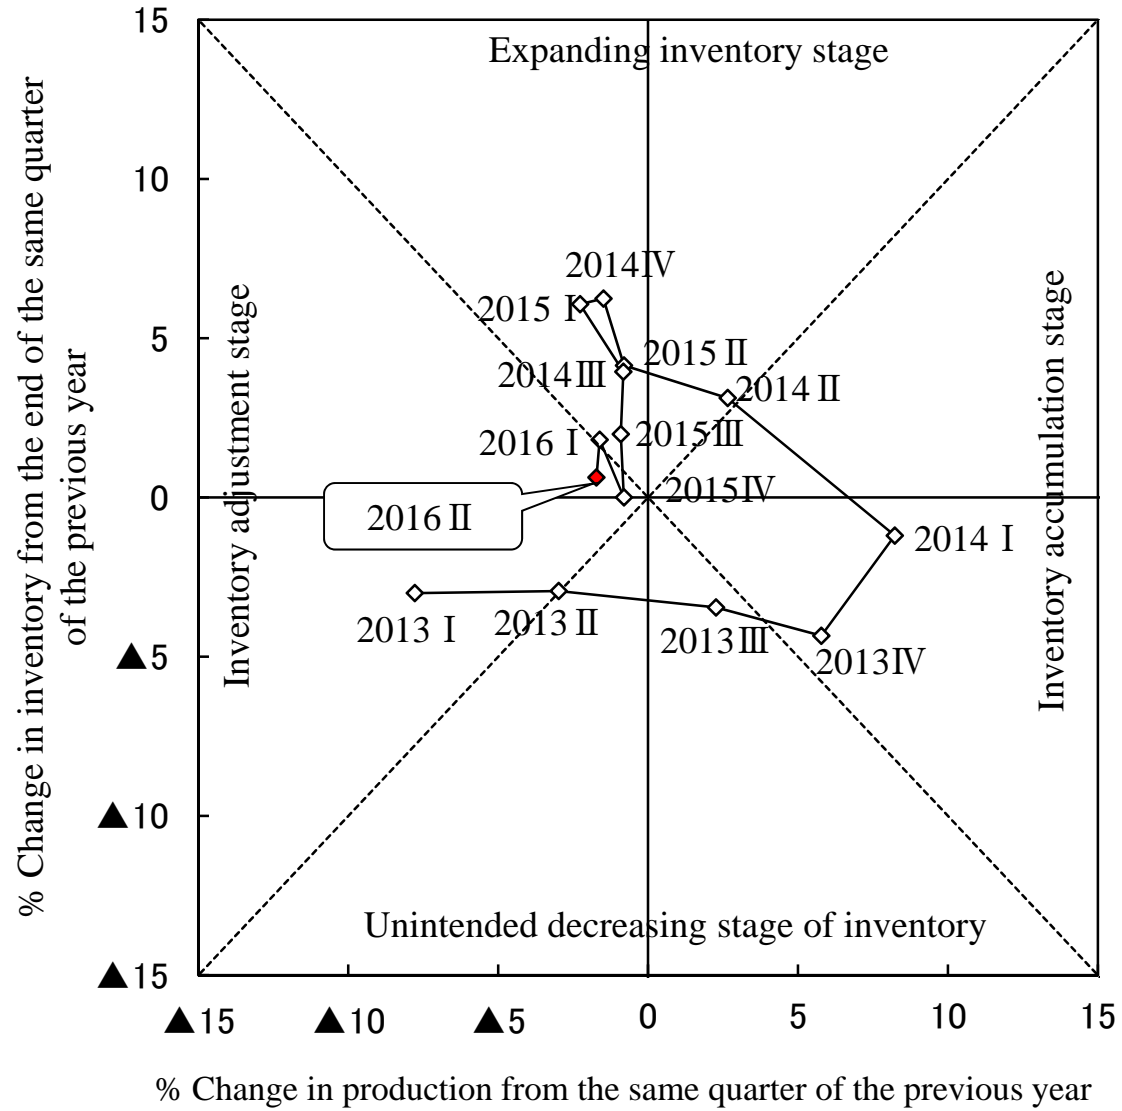 15
Expanding inventory stage
10
5
0
▲5
▲10
▲15
% Change in inventory from the end of the same quarter
of the previous year
Inventory adjustment stage
Inventory accumulation stage
2014Ⅳ
2015 Ⅰ
2015 Ⅱ
2014Ⅲ
2014 Ⅱ
2016 Ⅰ
2015Ⅲ
2015Ⅳ
2016 Ⅱ
2014 Ⅰ
2013 Ⅰ
2013 Ⅱ
2013Ⅲ
2013Ⅳ
Unintended decreasing stage of inventory
▲15 ▲10 ▲5 0 5 10 15
% Change in production from the same quarter of the previous year